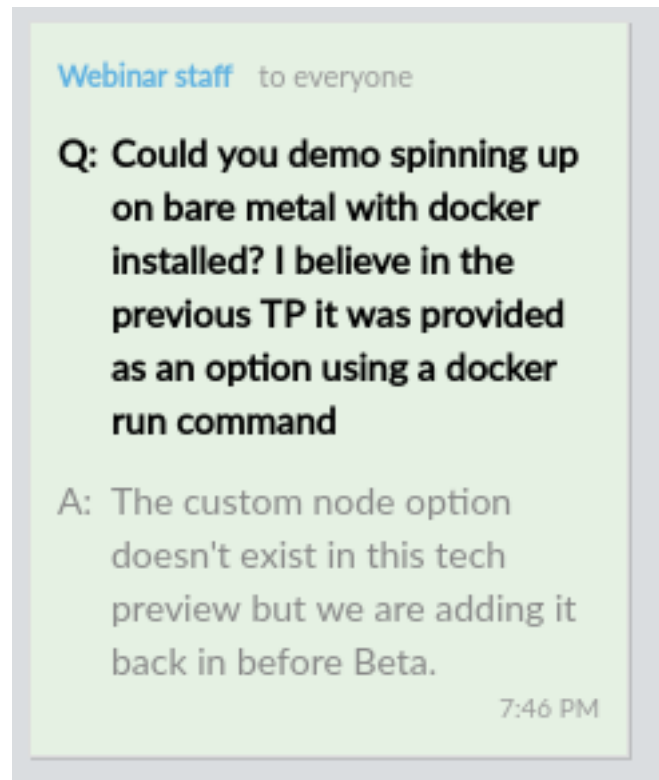 Webinar staff to everyone
Q: Could you demo spinning up
on bare metal with docker
installed? I believe in the
previous TP it was provided
as an option using a docker
run command
A: The custom node option
doesn't exist in this tech
preview but we are adding it
back in before Beta.
7:46 PM